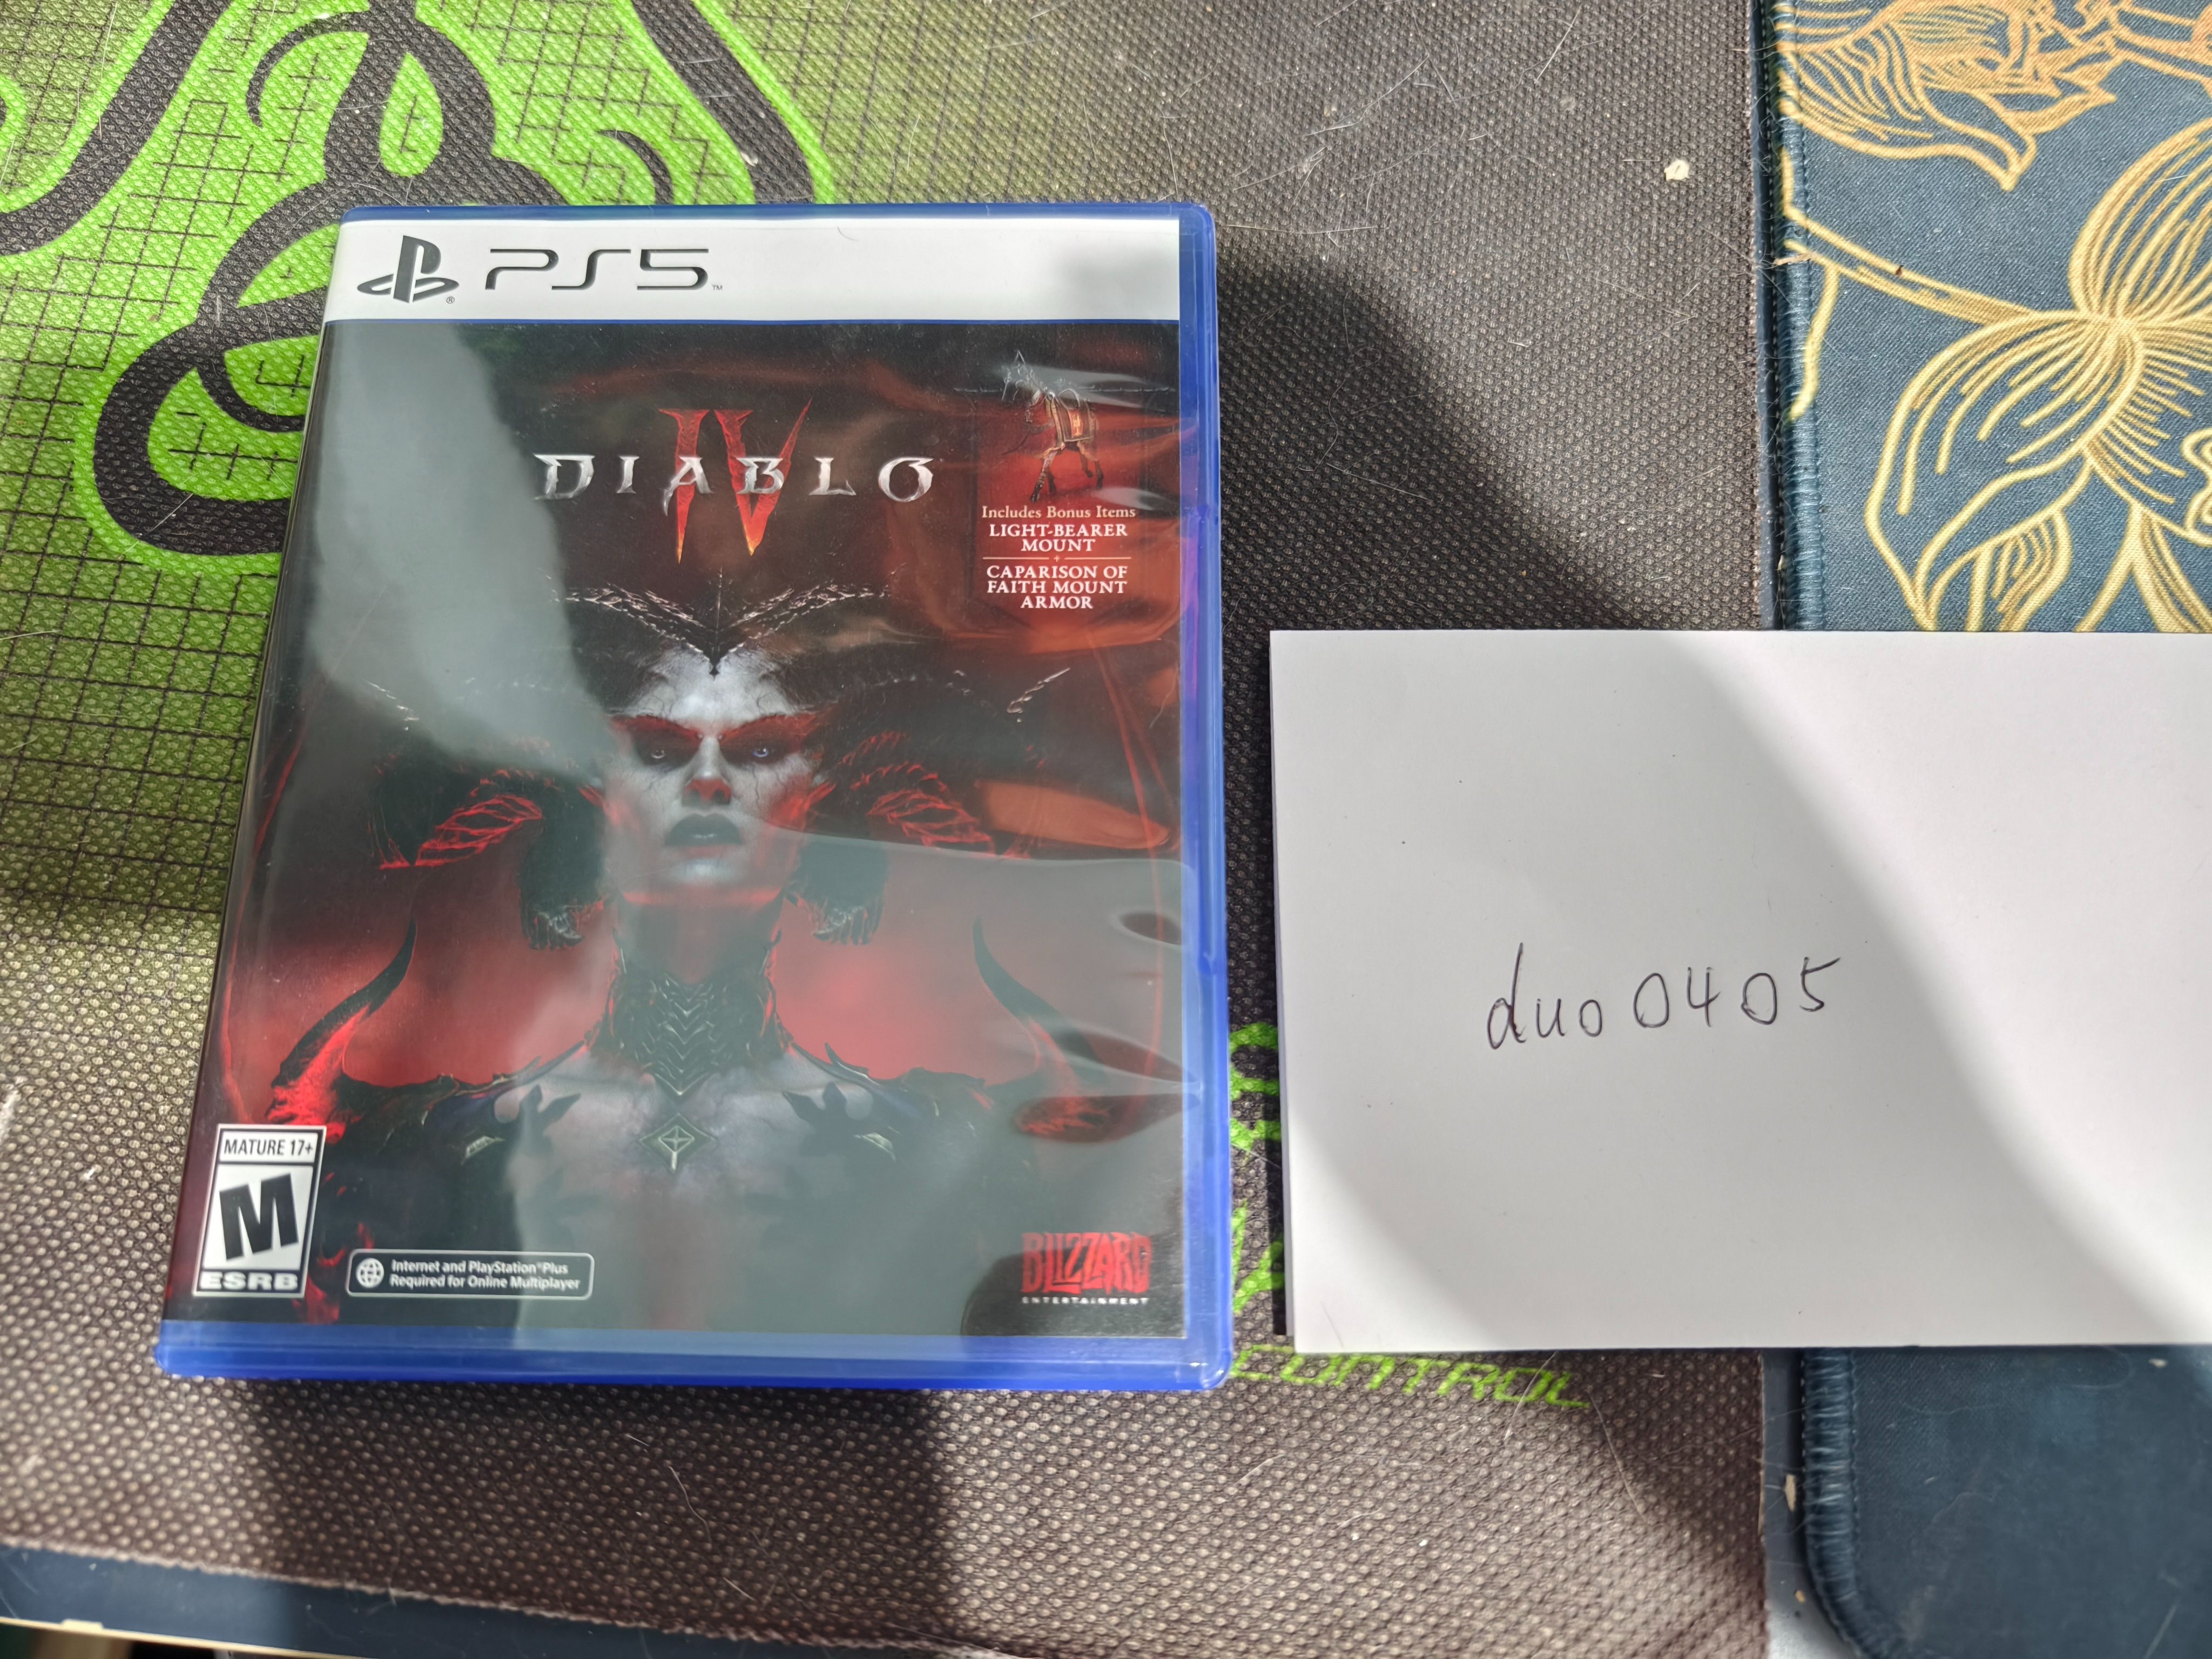 PS5™
DIABLO
IV
Includes Bonus Items
LIGHT-BEARER
MOUNT
+
CAPARISON OF
FAITH MOUNT
ARMOR
MATURE 17+
M
ESRB
Internet and PlayStation®Plus
Required for Online Multiplayer
BLIZZARD
ENTERTAINMENT
duo0405
CONTROL